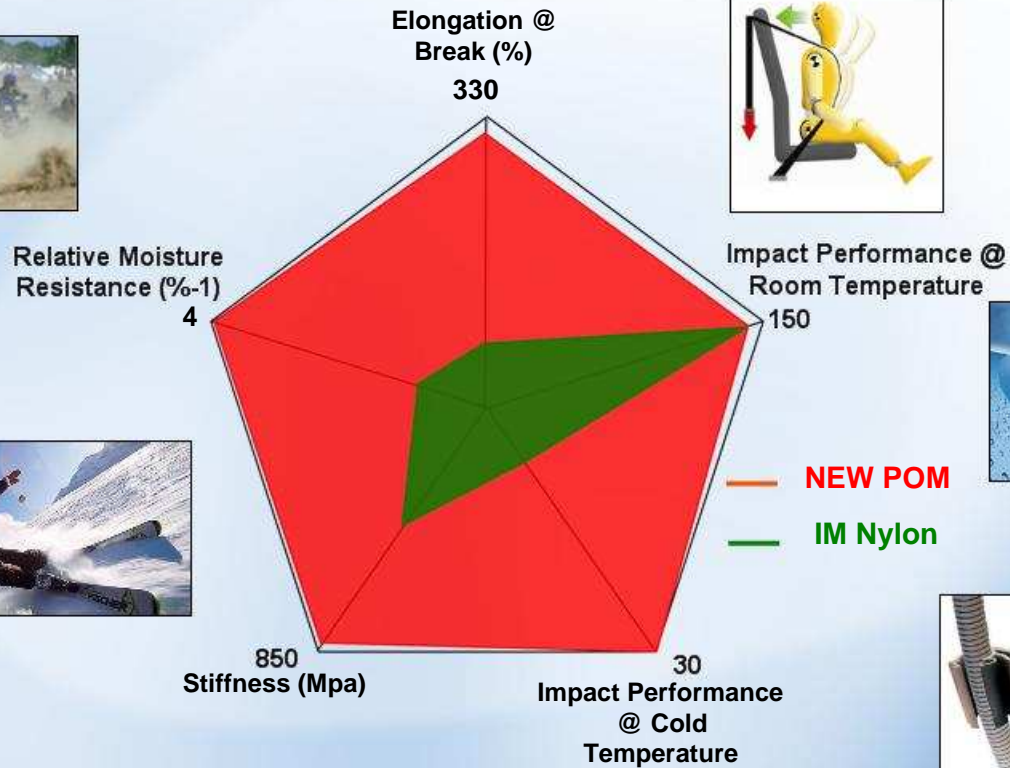 Elongation @
Break (%)
330
Relative Moisture
Resistance (%-1)
4
Impact Performance @
Room Temperature
150
NEW POM
IM Nylon
850
Stiffness (Mpa)
30
Impact Performance
@ Cold
Temperature